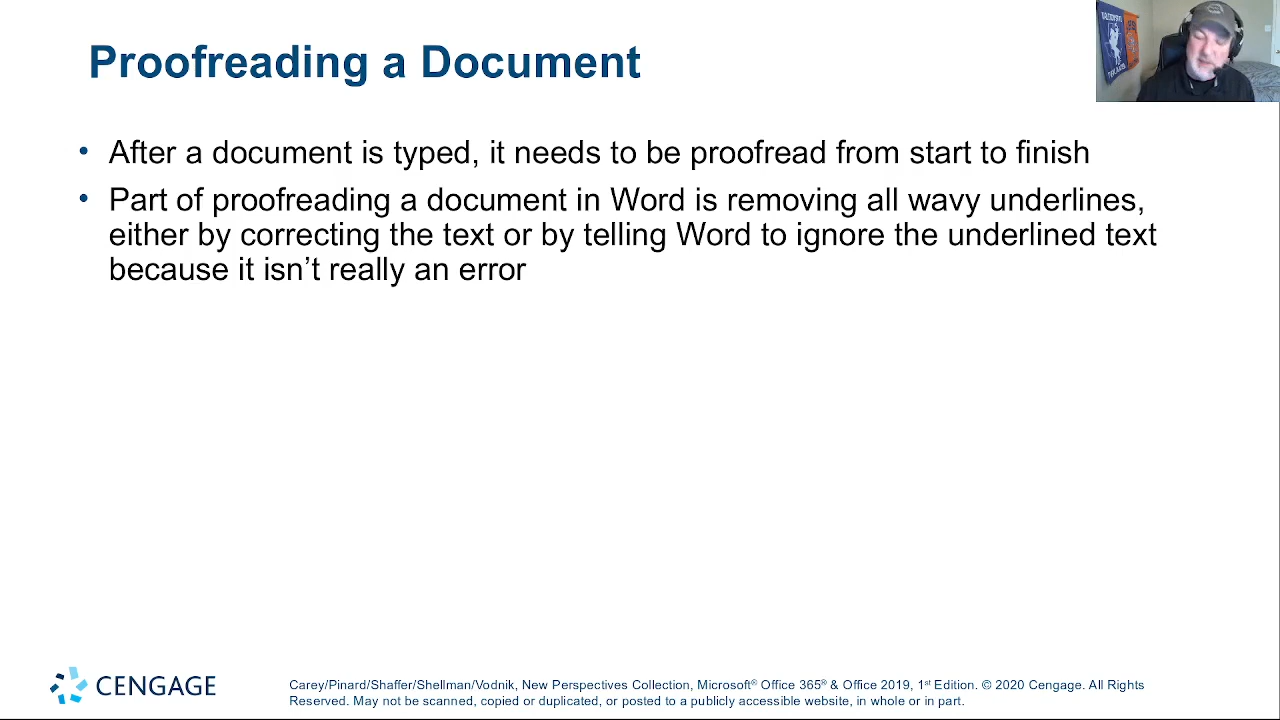 Proofreading a Document
• After a document is typed, it needs to be proofread from start to finish
• Part of proofreading a document in Word is removing all wavy underlines,
either by correcting the text or by telling Word to ignore the underlined text
because it isn’t really an error
CENGAGE
Carey/Pinard/Shaffer/Shellman/Vodnik, New Perspectives Collection, Microsoft® Office 365® & Office 2019, 1st Edition. © 2020 Cengage. All Rights
Reserved. May not be scanned, copied or duplicated, or posted to a publicly accessible website, in whole or in part.